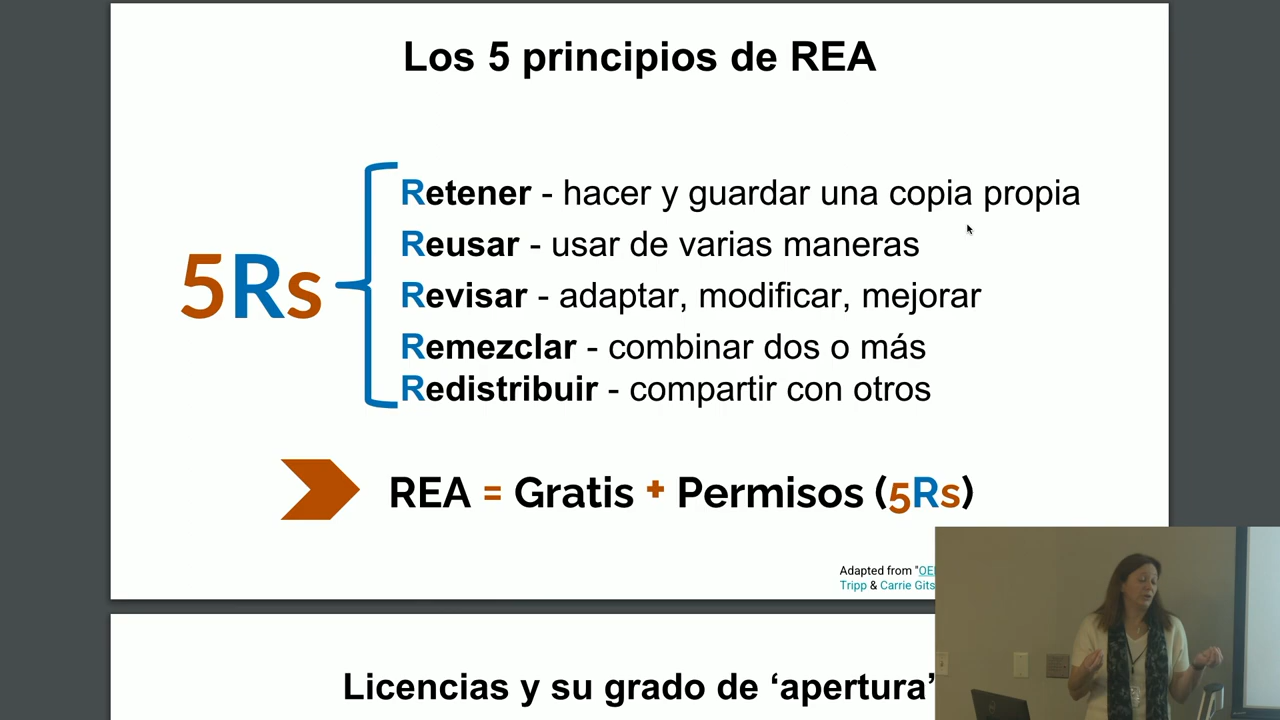 Los 5 principios de REA
5Rs
Retener - hacer y guardar una copia propia
Reusar - usar de varias maneras
Revisar - adaptar, modificar, mejorar
Remezclar - combinar dos o más
Redistribuir - compartir con otros
REA = Gratis + Permisos (5Rs)
Adapted from "
Tripp & Carrie
Licencias y su grado de ‘apertura’